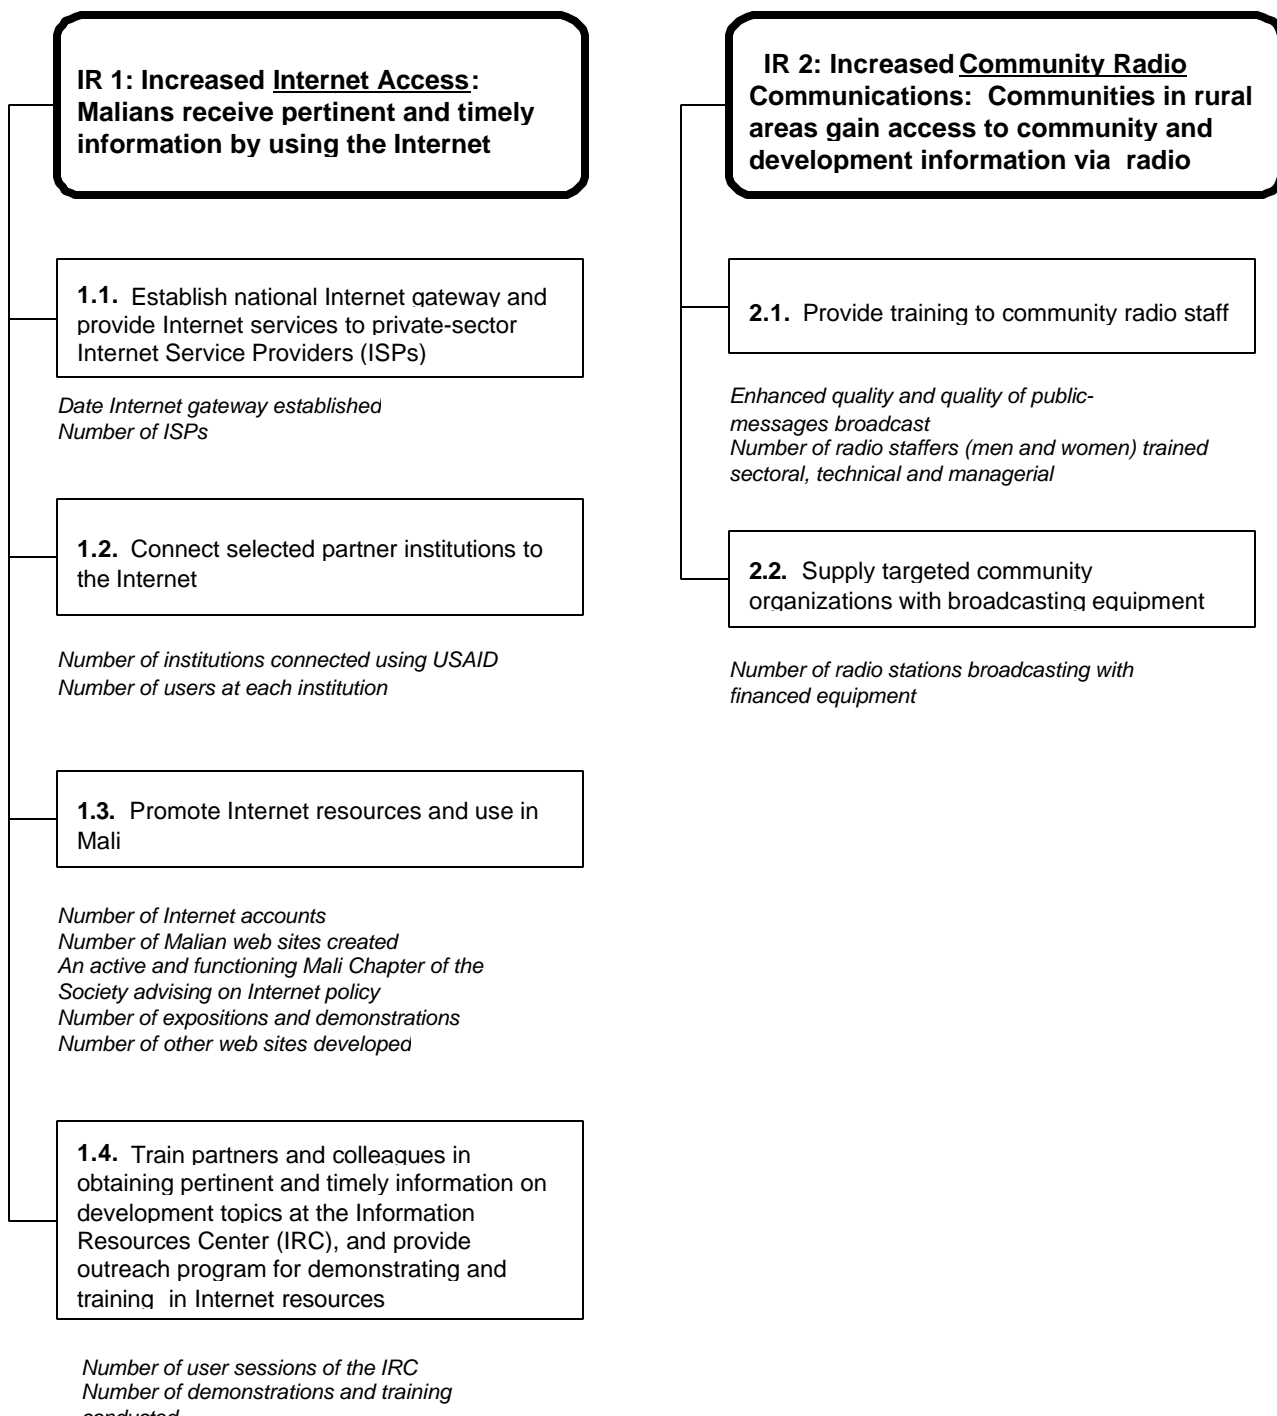 IR 1: Increased Internet Access:
Malians receive pertinent and timely
information by using the Internet
1.1. Establish national Internet gateway and
provide Internet services to private-sector
Internet Service Providers (ISPs)
Date Internet gateway established
Number of ISPs
1.2. Connect selected partner institutions to
the Internet
Number of institutions connected using USAID
Number of users at each institution
1.3. Promote Internet resources and use in
Mali
Number of Internet accounts
Number of Malian web sites created
An active and functioning Mali Chapter of the
Society advising on Internet policy
Number of expositions and demonstrations
Number of other web sites developed
1.4. Train partners and colleagues in
obtaining pertinent and timely information on
development topics at the Information
Resources Center (IRC), and provide
outreach program for demonstrating and
training in Internet resources
Number of user sessions of the IRC
Number of demonstrations and training
conducted
IR 2: Increased Community Radio
Communications: Communities in rural
areas gain access to community and
development information via radio
2.1. Provide training to community radio staff
Enhanced quality and quality of public-
messages broadcast
Number of radio staffers (men and women) trained
sectoral, technical and managerial
2.2. Supply targeted community
organizations with broadcasting equipment
Number of radio stations broadcasting with
financed equipment